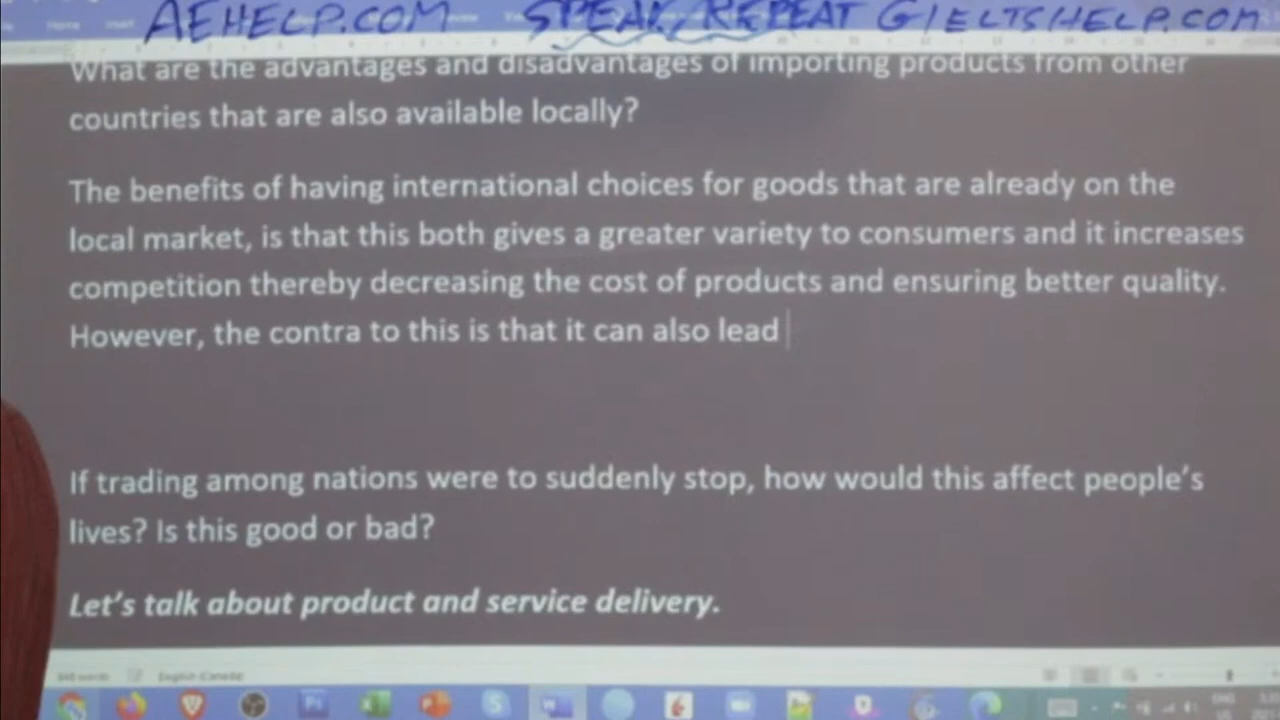 AEHELP.COM SPEAK, REPEAT GIELTSHELP.COM
What are the advantages and disadvantages of importing products from other
countries that are also available locally?
The benefits of having international choices for goods that are already on the
local market, is that this both gives a greater variety to consumers and it increases
competition thereby decreasing the cost of products and ensuring better quality.
However, the contra to this is that it can also lead
If trading among nations were to suddenly stop, how would this affect people's
lives? Is this good or bad?
Let's talk about product and service delivery.
English (Canada)